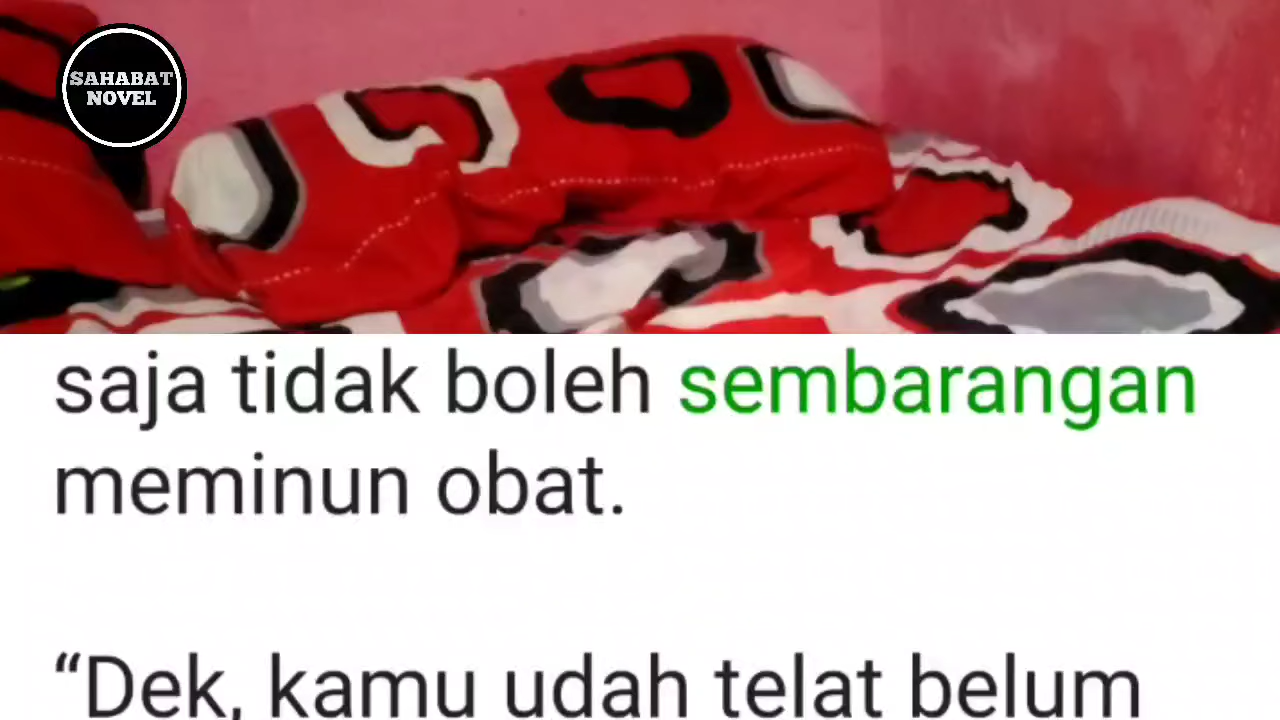 SAHABAT
NOVEL
saja tidak boleh sembarangan
meminun obat.
“Dek, kamu udah telat belum